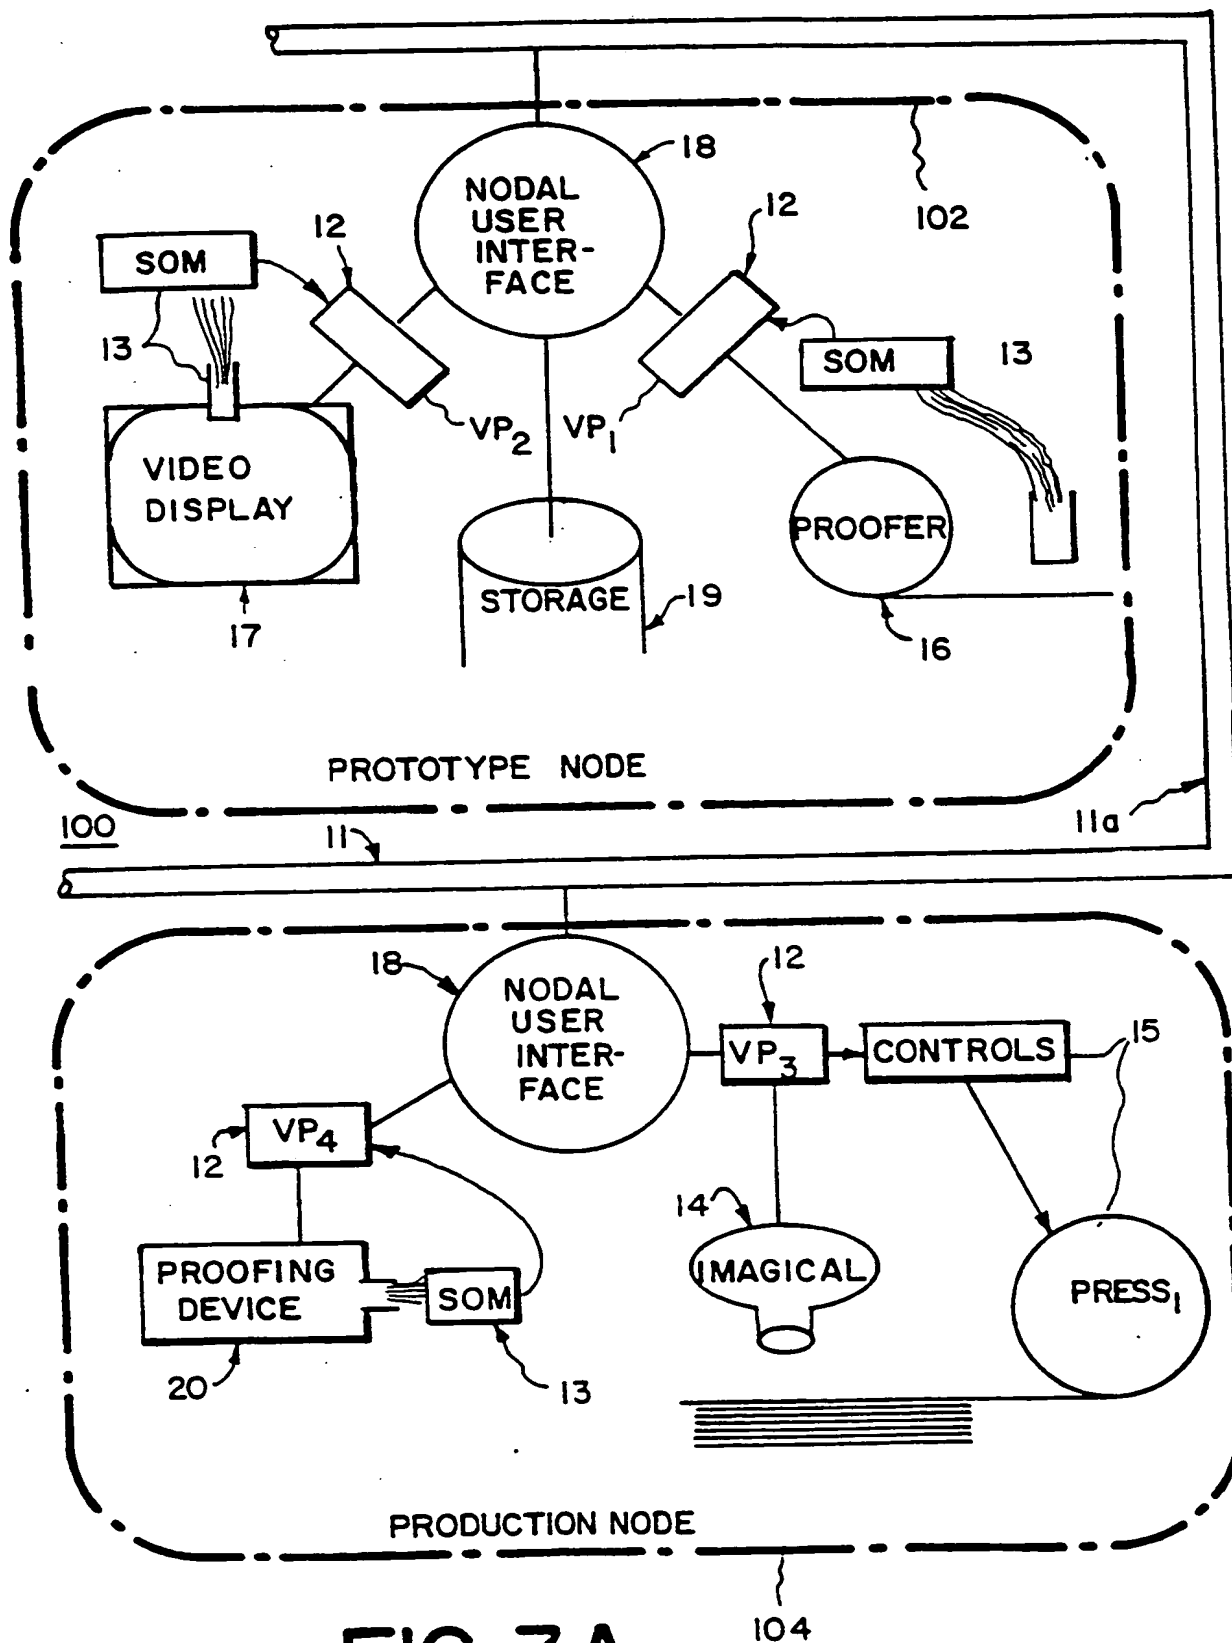 18
NODAL
USER
INTER-
FACE
102
12
12
SOM
13
SOM
13
VP2
VP1
VIDEO
DISPLAY
PROOFER
STORAGE
19
17
16
PROTOTYPE NODE
100
11
11a
18
NODAL
USER
INTER-
FACE
12
VP3
CONTROLS
15
12
VP4
14
IMAGICAL
PRESS1
PROOFING
DEVICE
SOM
20
13
PRODUCTION NODE
104